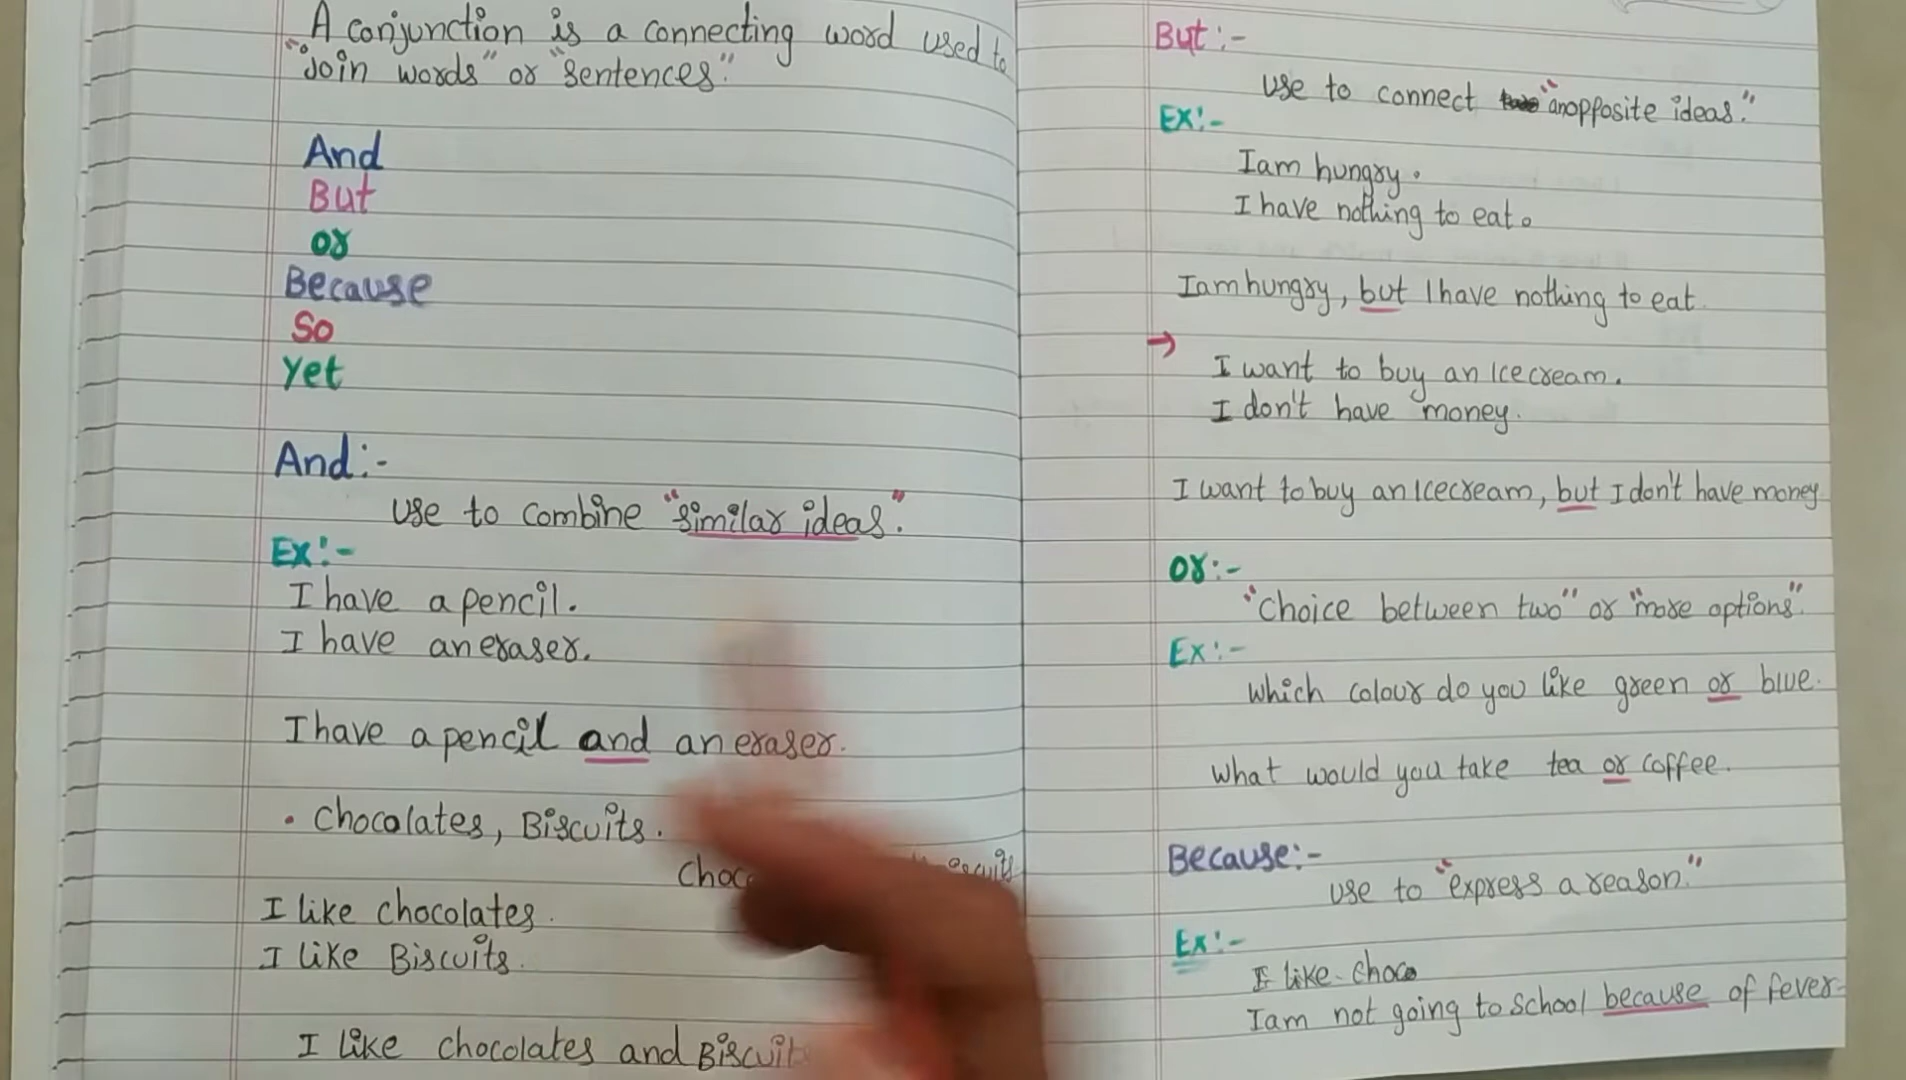 A conjunction is a connecting word used to
"Join words" or "sentences".
And
But
or
Because
So
Yet
And:-
use to combine "similar ideas".
Ex:-
I have a pencil.
I have an eraser.
I have a pencil and an eraser.
• Chocolates, Biscuits.
I like chocolates.
I like Biscuits.
I like chocolates and
But:-
use to connect "an opposite ideas".
Ex:-
I am hungry.
I have nothing to eat.
I am hungry, but I have nothing to eat.
→
I want to buy an Icecream.
I don't have money.
I want to buy an Icecream, but I don't have money
or:-
"Choice between two" or "more options".
Ex:-
which colour do you like green or blue.
what would you take tea or coffee.
Because:-
use to "express a reason."
Ex:-
I like choco
I am not going to school because of fever-